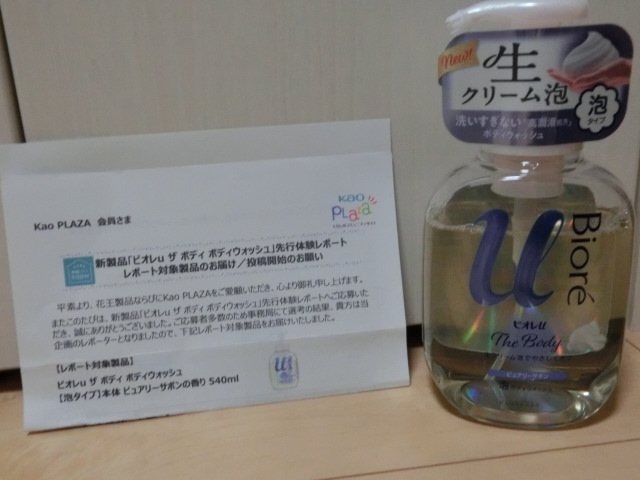 Kao PLAZA 会員さま
Kao
PLaza
新製品「ビオレu ザ ボディ ボディウォッシュ」先行体験レポート
レポート対象製品のお届け／投稿開始のお願い
平素より、花王製品ならびにKao PLAZAをご愛顧いただき、心より御礼申し上げます。
またこのたびは、新製品「ビオレu ザ ボディ ボディウォッシュ」先行体験レポートへご応募いただき、誠にありがとうございました。ご応募者多数のため事務局にて選考の結果、貴方は当
企画のレポーターとなりましたので、下記レポート対象製品をお届けいたしました。
【レポート対象製品】
ビオレu ザ ボディ ボディウォッシュ
【泡タイプ】本体 ピュアリーサボンの香り 540ml
New!
生
クリーム泡
泡
タイプ
洗いすぎない「高潤滑処方」
ボディウォッシュ
u
Bioré
ビオレu
The Body
ピュアリーサボン